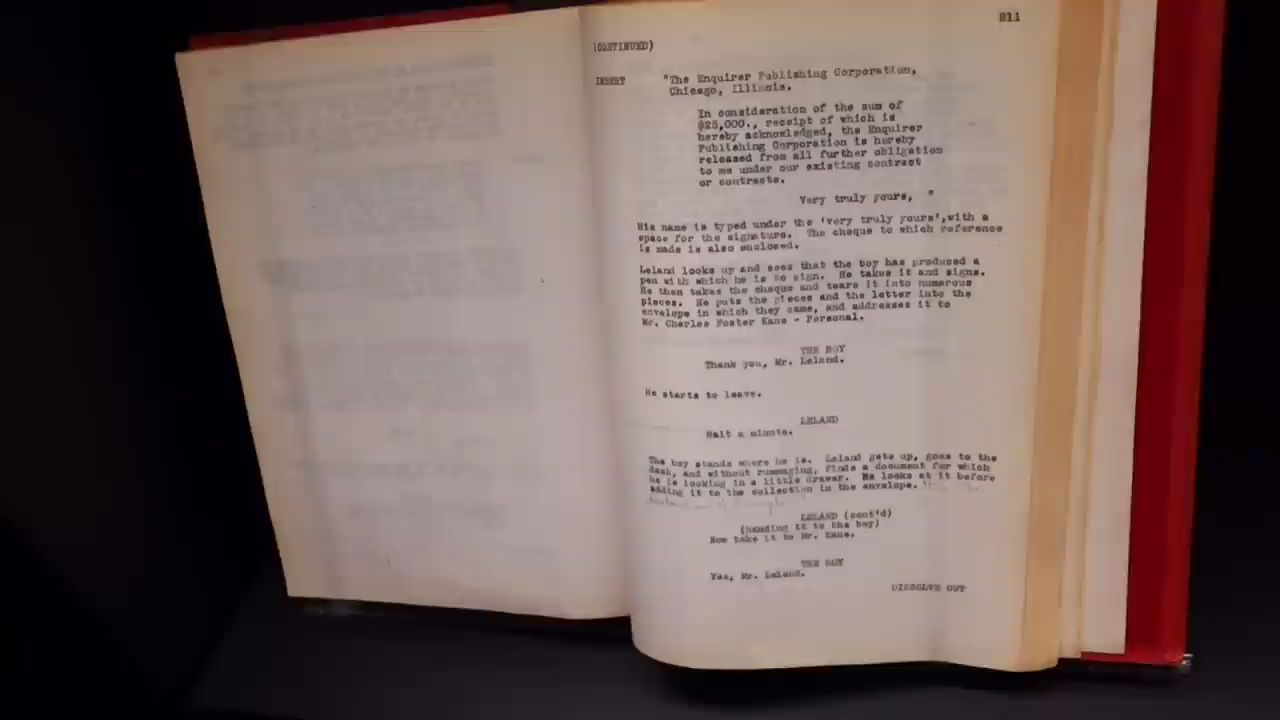 211
(CONTINUED)
INSERT "The Enquirer Publishing Corporation,
Chicago, Illinois.
In consideration of the sum of
$25,000., receipt of which is
hereby acknowledged, the Enquirer
Publishing Corporation is hereby
released from all further obligation
to me under our existing contract
or contracts.
Very truly yours, "
His name is typed under the 'very truly yours',with a
space for the signature. The cheque to which reference
is made is also enclosed.
Leland looks up and sees that the boy has produced a
pen with which he is to sign. He takes it and signs.
He then takes the cheque and tears it into numerous
pieces. He puts the pieces and the letter into the
envelope in which they came, and addresses it to
Mr. Charles Foster Kane - Personal.
THE BOY
Thank you, Mr. Leland.
He starts to leave.
LELAND
Wait a minute.
The boy stands where he is. Leland gets up, goes to the
desk, and without rummaging, finds a document for which
he is looking in a little drawer. He looks at it before
adding it to the collection in the envelope.
LELAND (cont'd)
(handing it to the boy)
Now take it to Mr. Kane.
THE BOY
Yes, Mr. Leland.
DISSOLVE OUT